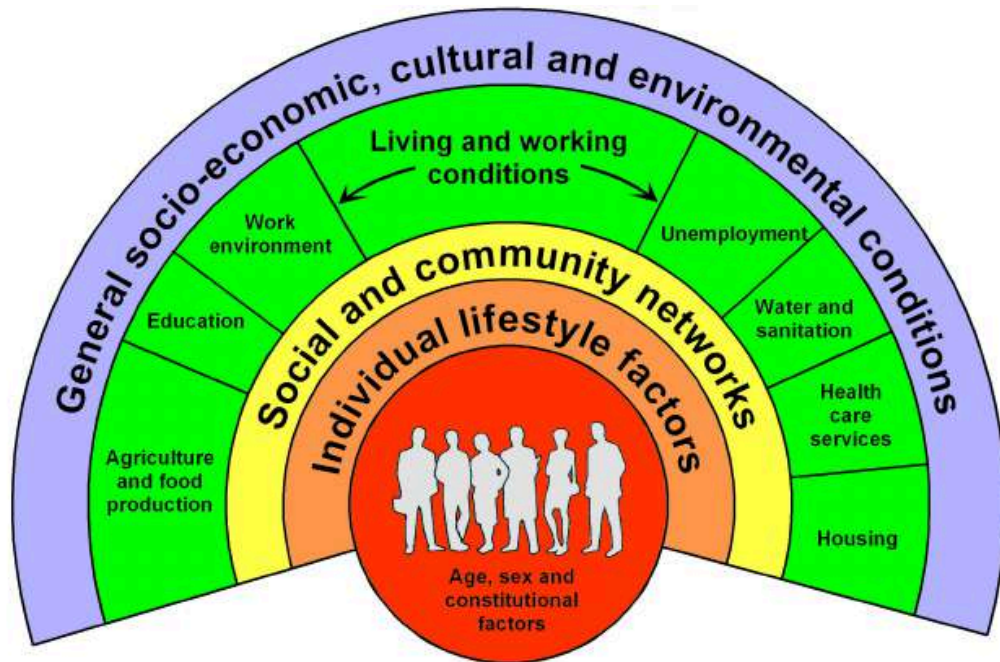 General socio-economic, cultural and environmental conditions
Living and working
conditions
Work
environment
Unemployment
Education
Water and
sanitation
Agriculture
and food
production
Health
care
services
Housing
Social and community networks
Individual lifestyle factors
Age, sex and
constitutional
factors